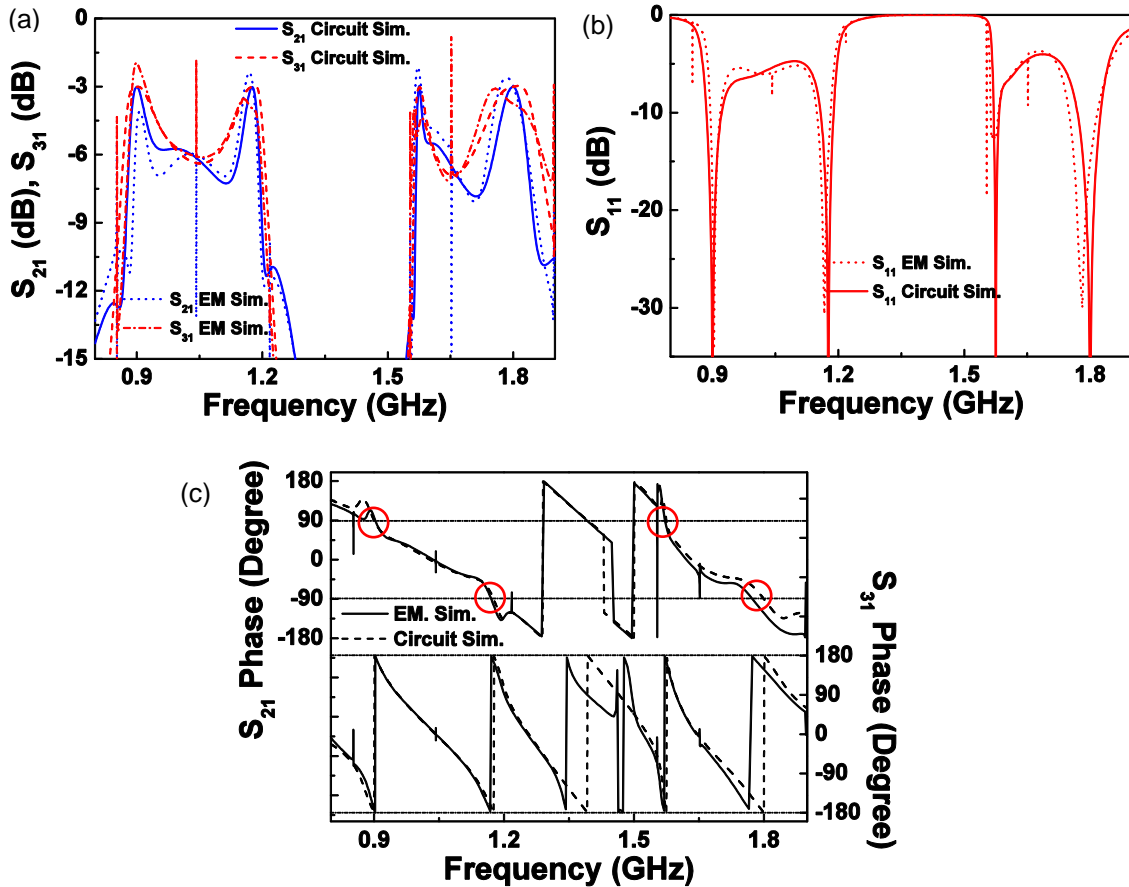 (a)
S21 (dB), S31 (dB)
0
-3
-6
-9
-12
-15
S21 Circuit Sim.
S31 Circuit Sim.
S21 EM Sim.
S31 EM Sim.
0.9 1.2 1.5 1.8
Frequency (GHz)
(b)
S11 (dB)
0
-10
-20
-30
S11 EM Sim.
S11 Circuit Sim.
0.9 1.2 1.5 1.8
Frequency (GHz)
(c)
S21 Phase (Degree)
180
90
0
-90
-180
EM. Sim.
Circuit Sim.
S31 Phase (Degree)
180
90
0
-90
-180
0.9 1.2 1.5 1.8
Frequency (GHz)